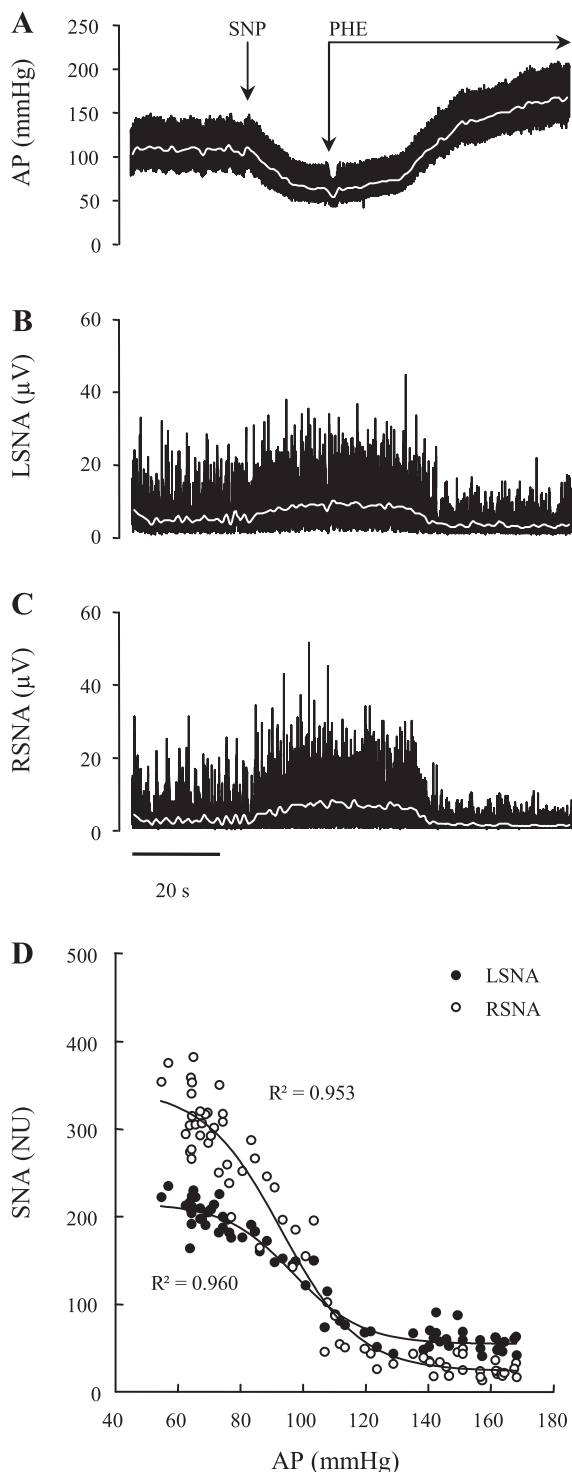 A
SNP
PHE
AP (mmHg)
250
200
150
100
50
0
B
LSNA (µV)
60
40
20
0
C
RSNA (µV)
60
40
20
0
20 s
D
SNA (NU)
500
400
300
200
100
0
LSNA
RSNA
R² = 0.953
R² = 0.960
40 60 80 100 120 140 160 180
AP (mmHg)